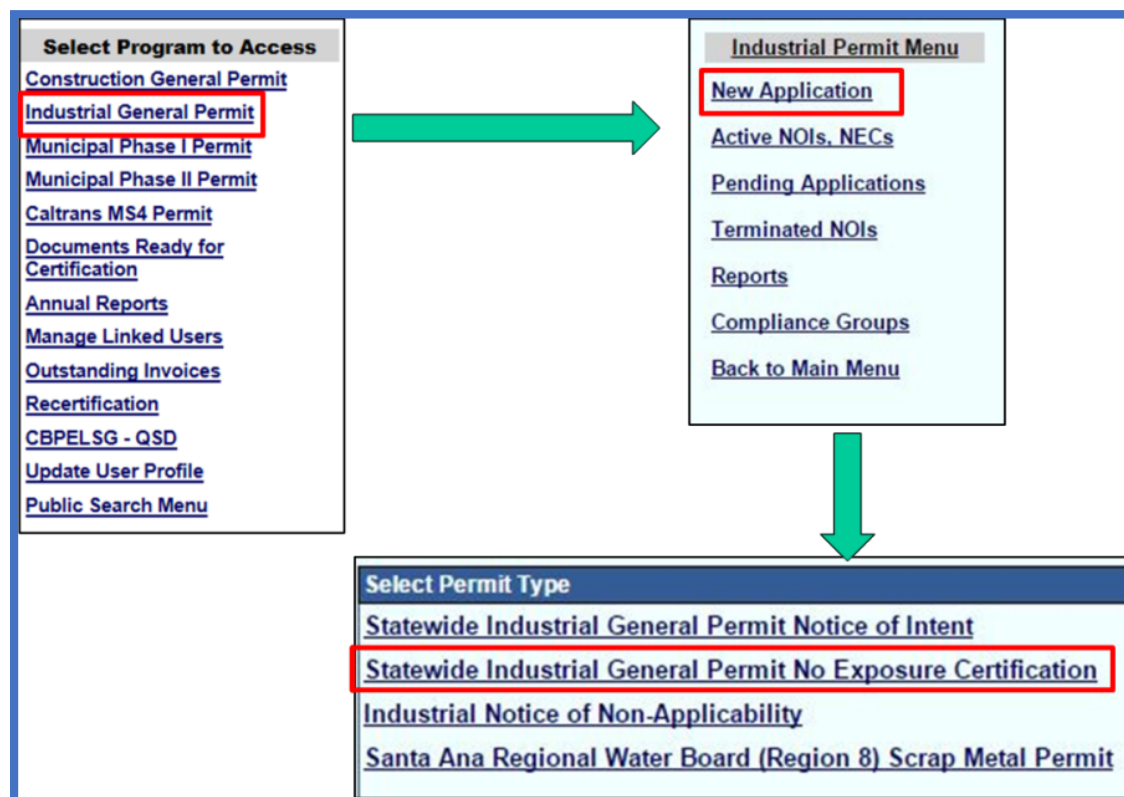 Select Program to Access
Construction General Permit
Industrial General Permit
Municipal Phase I Permit
Municipal Phase II Permit
Caltrans MS4 Permit
Documents Ready for
Certification
Annual Reports
Manage Linked Users
Outstanding Invoices
Recertification
CBPELSG - QSD
Update User Profile
Public Search Menu
Industrial Permit Menu
New Application
Active NOIs, NECs
Pending Applications
Terminated NOIs
Reports
Compliance Groups
Back to Main Menu
Select Permit Type
Statewide Industrial General Permit Notice of Intent
Statewide Industrial General Permit No Exposure Certification
Industrial Notice of Non-Applicability
Santa Ana Regional Water Board (Region 8) Scrap Metal Permit